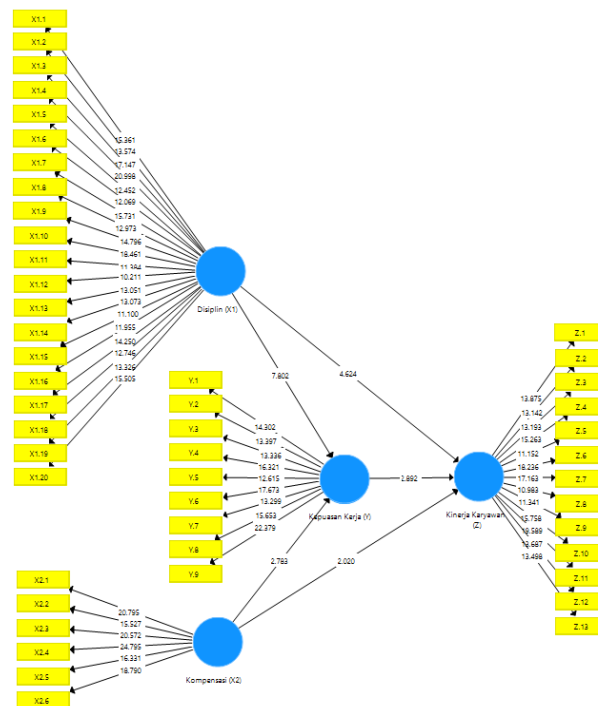 X1.1
X1.2
X1.3
X1.4
X1.5
X1.6
X1.7
X1.8
X1.9
X1.10
X1.11
X1.12
X1.13
X1.14
X1.15
X1.16
X1.17
X1.18
X1.19
X1.20
15.361
13.574
17.147
20.998
12.452
12.069
15.731
12.973
14.796
18.461
11.384
10.211
13.051
13.073
11.100
11.955
14.250
12.746
13.326
15.505
Disiplin (X1)
7.802
4.624
Y.1
Y.2
Y.3
Y.4
Y.5
Y.6
Y.7
Y.8
Y.9
14.302
13.397
13.336
16.321
12.615
17.673
13.299
15.653
22.379
Kepuasan Kerja (Y)
2.783
2.020
X2.1
X2.2
X2.3
X2.4
X2.5
X2.6
20.795
15.527
20.572
24.795
16.331
18.790
Kompensasi (X2)
Kinerja Karyawan
(Z)
13.875
13.142
13.193
15.263
11.152
18.236
17.163
10.983
11.341
15.758
13.498
Z.1
Z.2
Z.3
Z.4
Z.5
Z.6
Z.7
Z.8
Z.9
Z.10
Z.11
Z.12
Z.13